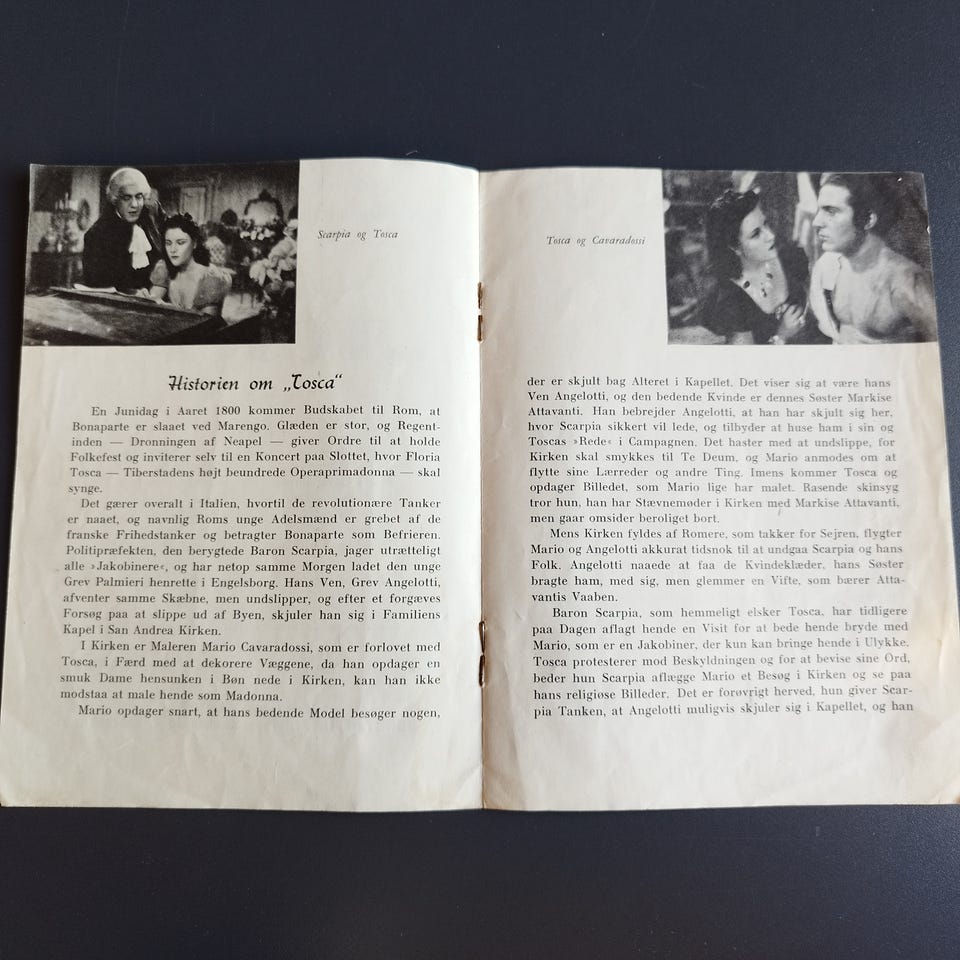 Scarpia og Tosca
Historien om „Tosca“
En Junidag i Aaret 1800 kommer Budskabet til Rom, at
Bonaparte er slaaet ved Marengo. Glæden er stor, og Regent-
inden — Dronningen af Neapel — giver Ordre til at holde
Folkefest og inviterer selv til en Koncert paa Slottet, hvor Floria
Tosca — Tiberstadens højt beundrede Operaprimadonna — skal
synge.
Det gærer overalt i Italien, hvortil de revolutionære Tanker
er naaet, og navnlig Roms unge Adelsmænd er grebet af de
franske Frihedstanker og betragter Bonaparte som Befrieren.
Politipræfekten, den berygtede Baron Scarpia, jager utrætteligt
alle »Jakobinere«, og har netop samme Morgen ladet den unge
Grev Palmieri henrette i Engelsborg. Hans Ven, Grev Angelotti,
afventer samme Skæbne, men undslipper, og efter et forgæves
Forsøg paa at slippe ud af Byen, skjuler han sig i Familiens
Kapel i San Andrea Kirken.
I Kirken er Maleren Mario Cavaradossi, som er forlovet med
Tosca, i Færd med at dekorere Væggene, da han opdager en
smuk Dame hensunken i Bøn nede i Kirken, kan han ikke
modstaa at male hende som Madonna.
Mario opdager snart, at hans bedende Model besøger nogen,
Tosca og Cavaradossi
der er skjult bag Alteret i Kapellet. Det viser sig at være hans
Ven Angelotti, og den bedende Kvinde er dennes Søster Markise
Attavanti. Han bebrejder Angelotti, at han har skjult sig her,
hvor Scarpia sikkert vil lede, og tilbyder at huse ham i sin og
Toscas »Rede« i Campagnen. Det haster med at undslippe, for
Kirken skal smykkes til Te Deum, og Mario anmodes om at
flytte sine Lærreder og andre Ting. Imens kommer Tosca og
opdager Billedet, som Mario lige har malet. Rasende skinsyg
tror hun, han har Stævnemøder i Kirken med Markise Attavanti,
men gaar omsider beroliget bort.
Mens Kirken fyldes af Romere, som takker for Sejren, flygter
Mario og Angelotti akkurat tidsnok til at undgaa Scarpia og hans
Folk. Angelotti naaede at faa de Kvindeklæder, hans Søster
bragte ham, med sig, men glemmer en Vifte, som bærer Atta-
vantis Vaaben.
Baron Scarpia, som hemmeligt elsker Tosca, har tidligere
paa Dagen aflagt hende en Visit for at bede hende bryde med
Mario, som er en Jakobiner, der kun kan bringe hende i Ulykke.
Tosca protesterer mod Beskyldningen og for at bevise sine Ord,
beder hun Scarpia aflægge Mario et Besøg i Kirken og se paa
hans religiøse Billeder. Det er forøvrigt herved, hun giver Scar-
pia Tanken, at Angelotti muligvis skjuler sig i Kapellet, og han